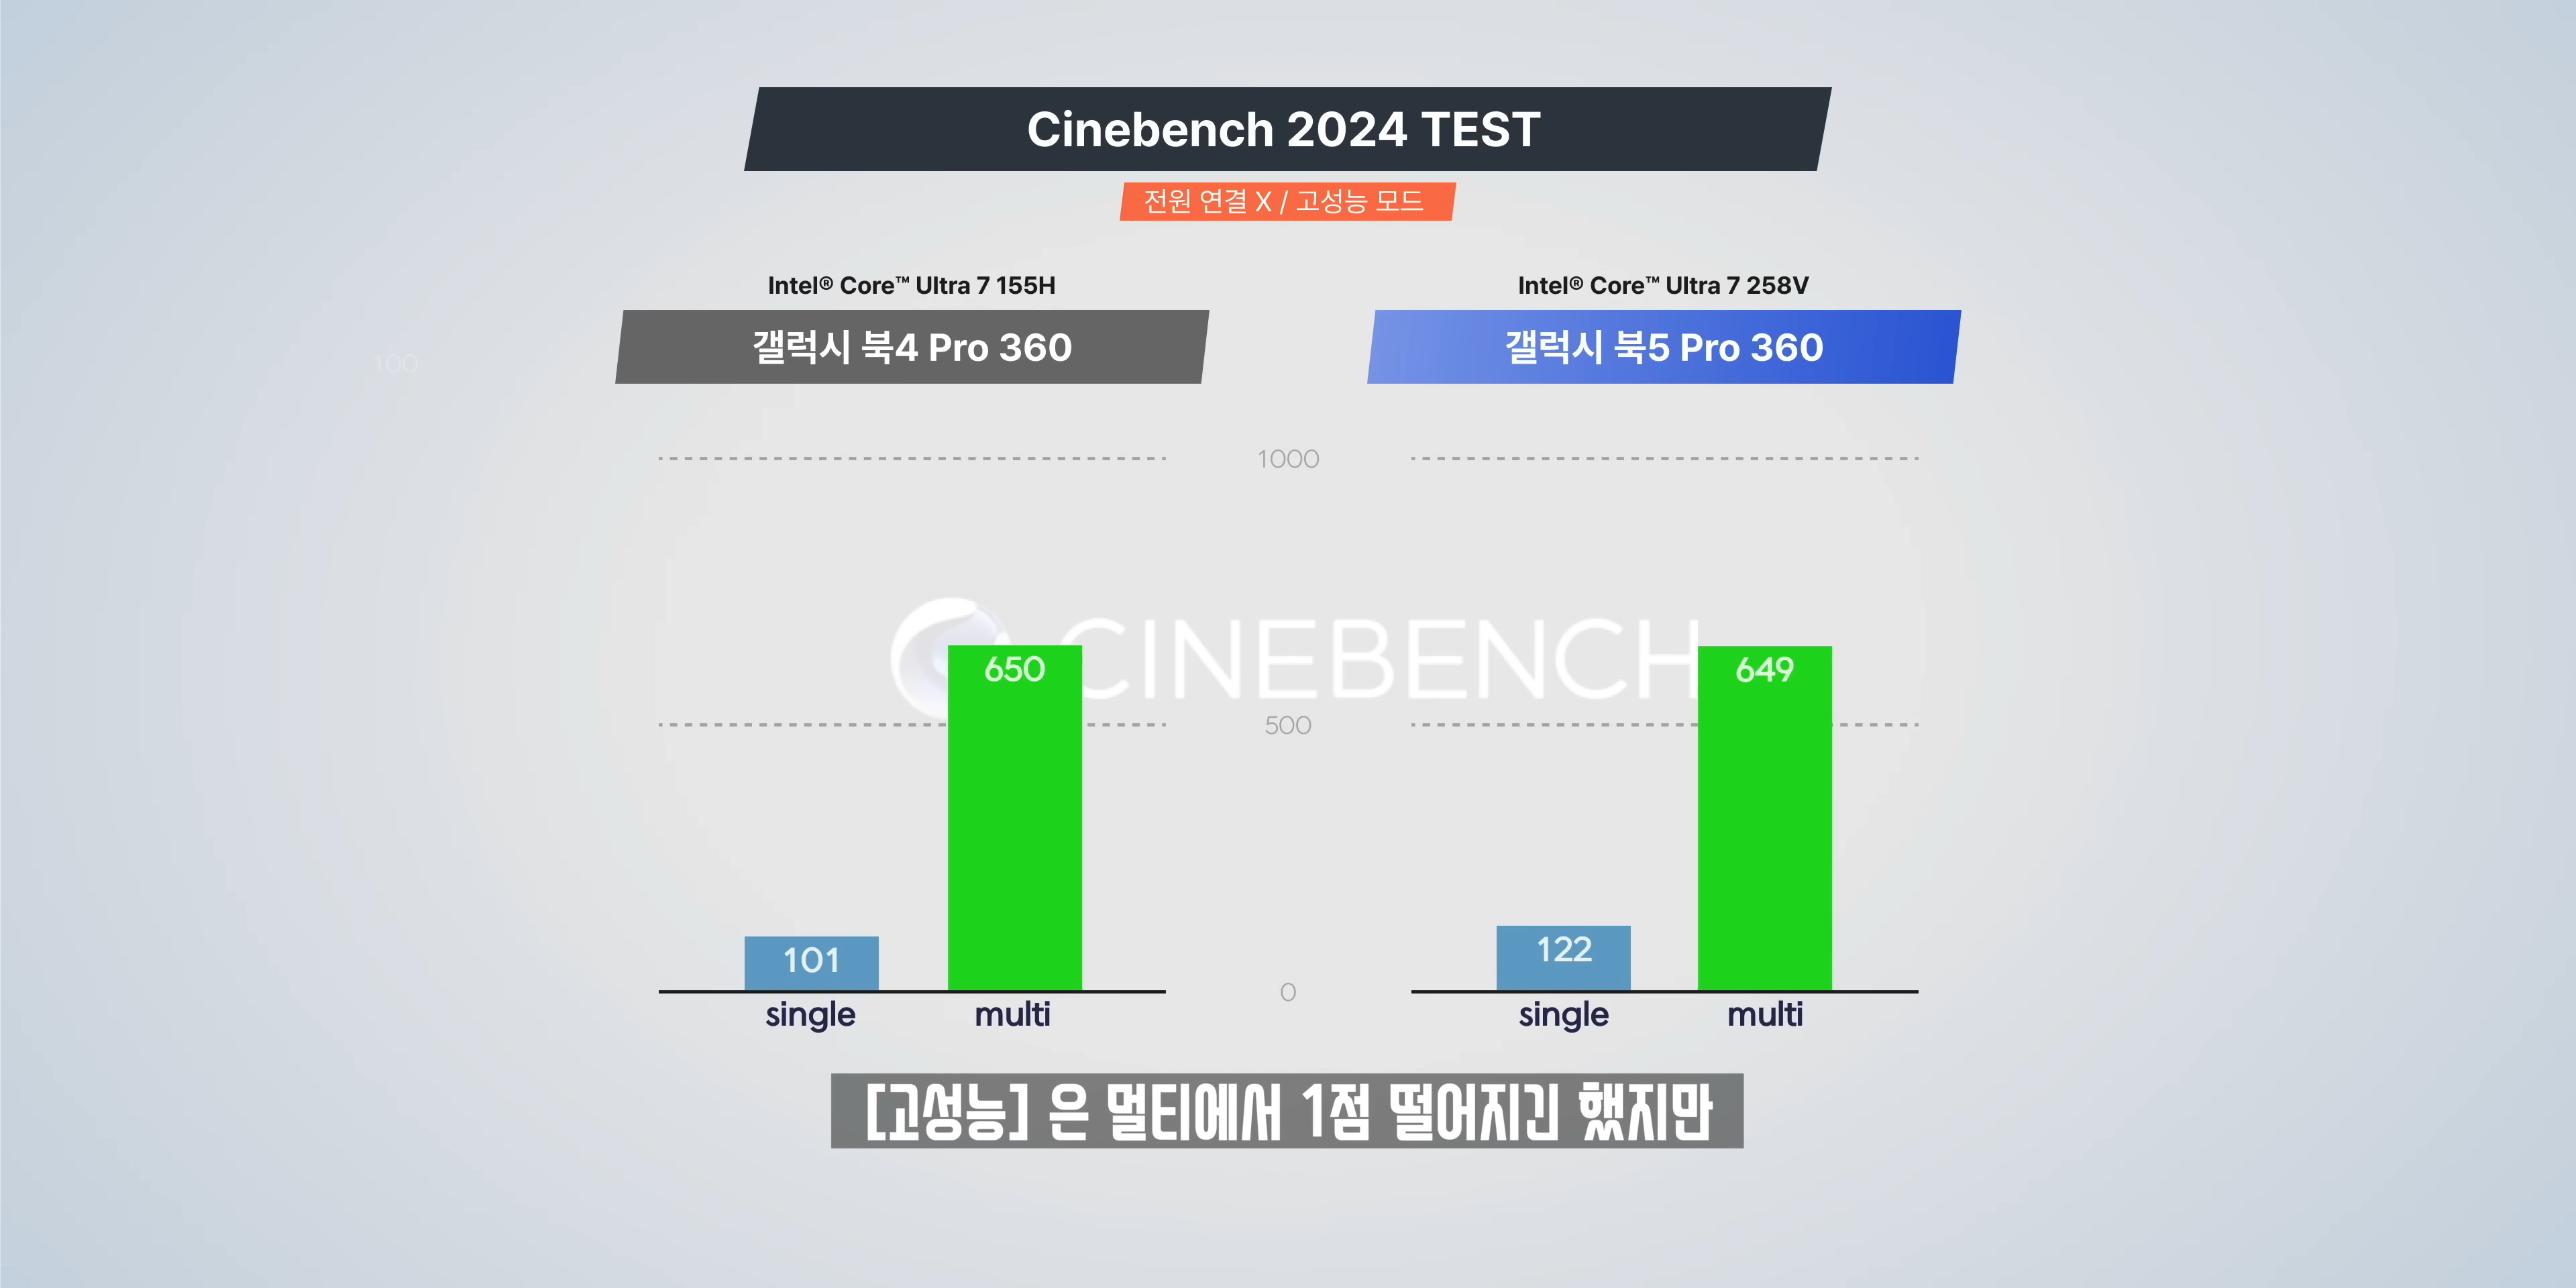 Cinebench 2024 TEST
전원 연결 X / 고성능 모드
Intel® Core™ Ultra 7 155H
갤럭시 북4 Pro 360
Intel® Core™ Ultra 7 258V
갤럭시 북5 Pro 360
100
1000
CINEBENCH
650
649
500
101
122
0
single
multi
single
multi
[고성능] 은 멀티에서 1점 떨어지긴 했지만